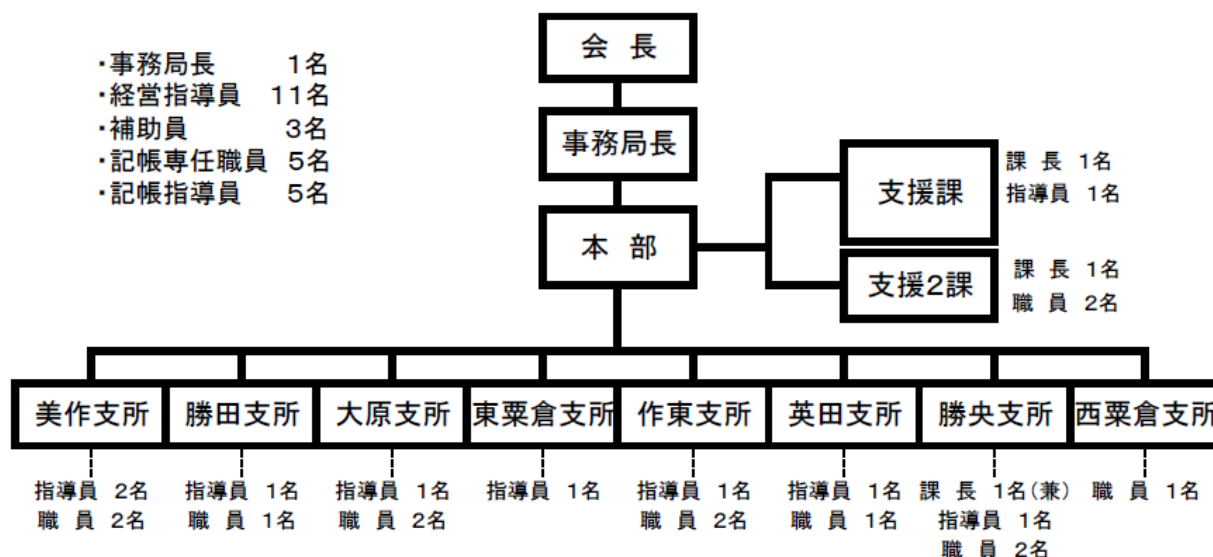 ・事務局長 1名
・経営指導員 11名
・補助員 3名
・記帳専任職員 5名
・記帳指導員 5名
会 長
事務局長
本 部
支援課
課 長 1名
指導員 1名
支援2課
課 長 1名
職 員 2名
美作支所 勝田支所 大原支所 東粟倉支所 作東支所 英田支所 勝央支所 西粟倉支所
指導員 2名 指導員 1名 指導員 1名 指導員 1名 指導員 1名 指導員 1名 課 長 1名(兼) 職 員 1名
職 員 2名 職 員 1名 職 員 2名 職 員 2名 職 員 1名 指導員 1名
職 員 2名